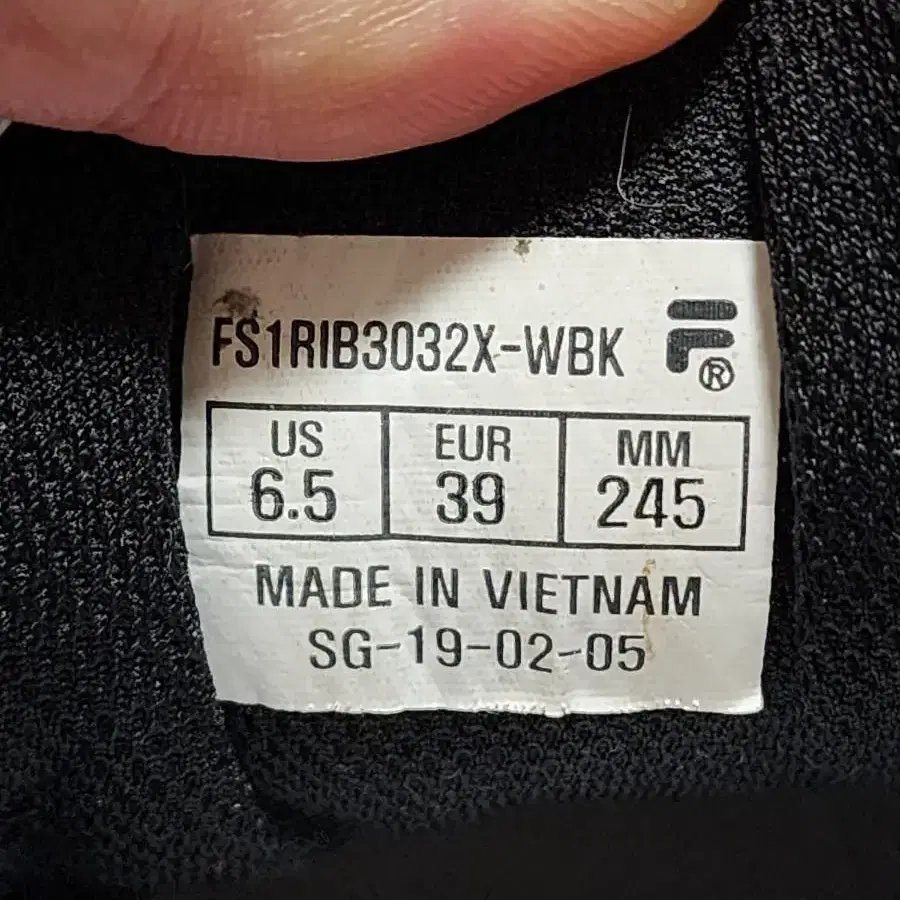 FS1RIB3032X-WBK
F®
US EUR MM
6.5 39 245
MADE IN VIETNAM
SG-19-02-05